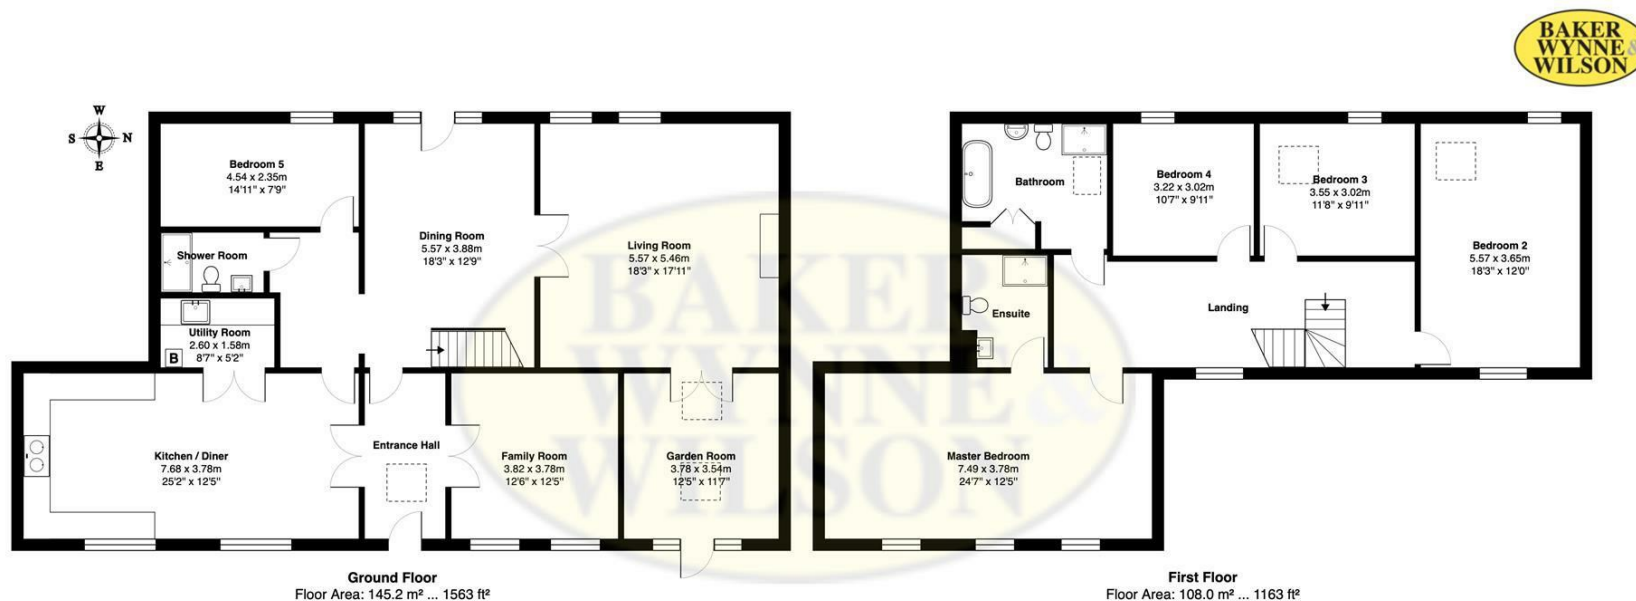 BAKER
WYNNE &
WILSON
W
S N
E
Bedroom 5
4.54 x 2.35m
14'11" x 7'9"
Shower Room
Utility Room
2.60 x 1.58m
8'7" x 5'2"
B
Dining Room
5.57 x 3.88m
18'3" x 12'9"
Living Room
5.57 x 5.46m
18'3" x 17'11"
Kitchen / Diner
7.68 x 3.78m
25'2" x 12'5"
Entrance Hall
Family Room
3.82 x 3.78m
12'6" x 12'5"
Garden Room
3.78 x 3.54m
12'5" x 11'7"
Ground Floor
Floor Area: 145.2 m² ... 1563 ft²
Bathroom
Bedroom 4
3.22 x 3.02m
10'7" x 9'11"
Bedroom 3
3.55 x 3.02m
11'8" x 9'11"
Bedroom 2
5.57 x 3.65m
18'3" x 12'0"
Ensuite
Landing
Master Bedroom
7.49 x 3.78m
24'7" x 12'5"
First Floor
Floor Area: 108.0 m² ... 1163 ft²
BAKER
WYNNE &
WILSON